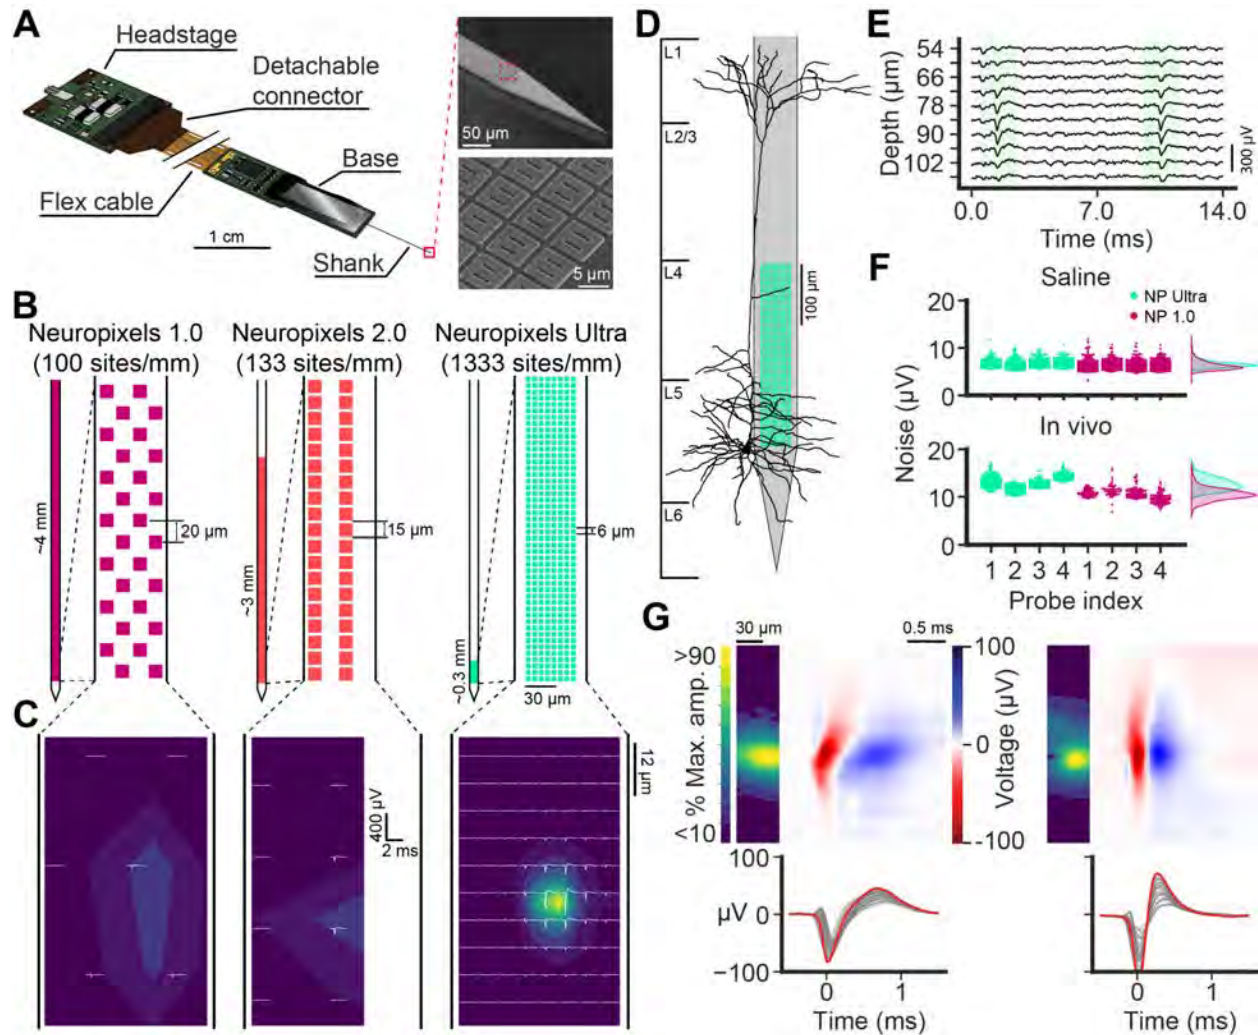 A
Headstage
Detachable
connector
Base
Flex cable
1 cm
Shank
50 µm
5 µm
B
Neuropixels 1.0
(100 sites/mm)
Neuropixels 2.0
(133 sites/mm)
Neuropixels Ultra
(1333 sites/mm)
~4 mm
20 µm
~3 mm
15 µm
~0.3 mm
6 µm
30 µm
C
400 µV
2 ms
12 µm
D
L1
L2/3
L4
L5
L6
100 µm
E
Depth (µm)
54
66
78
90
102
300 µV
0.0
7.0
14.0
Time (ms)
F
Saline
NP Ultra
NP 1.0
Noise (µV)
20
10
0
In vivo
20
10
0
1 2 3 4 1 2 3 4
Probe index
G
30 µm
0.5 ms
>90
% Max. amp.
<10
100
0
-100
Voltage (µV)
100
µV 0
−100
0 1
Time (ms)
0 1
Time (ms)